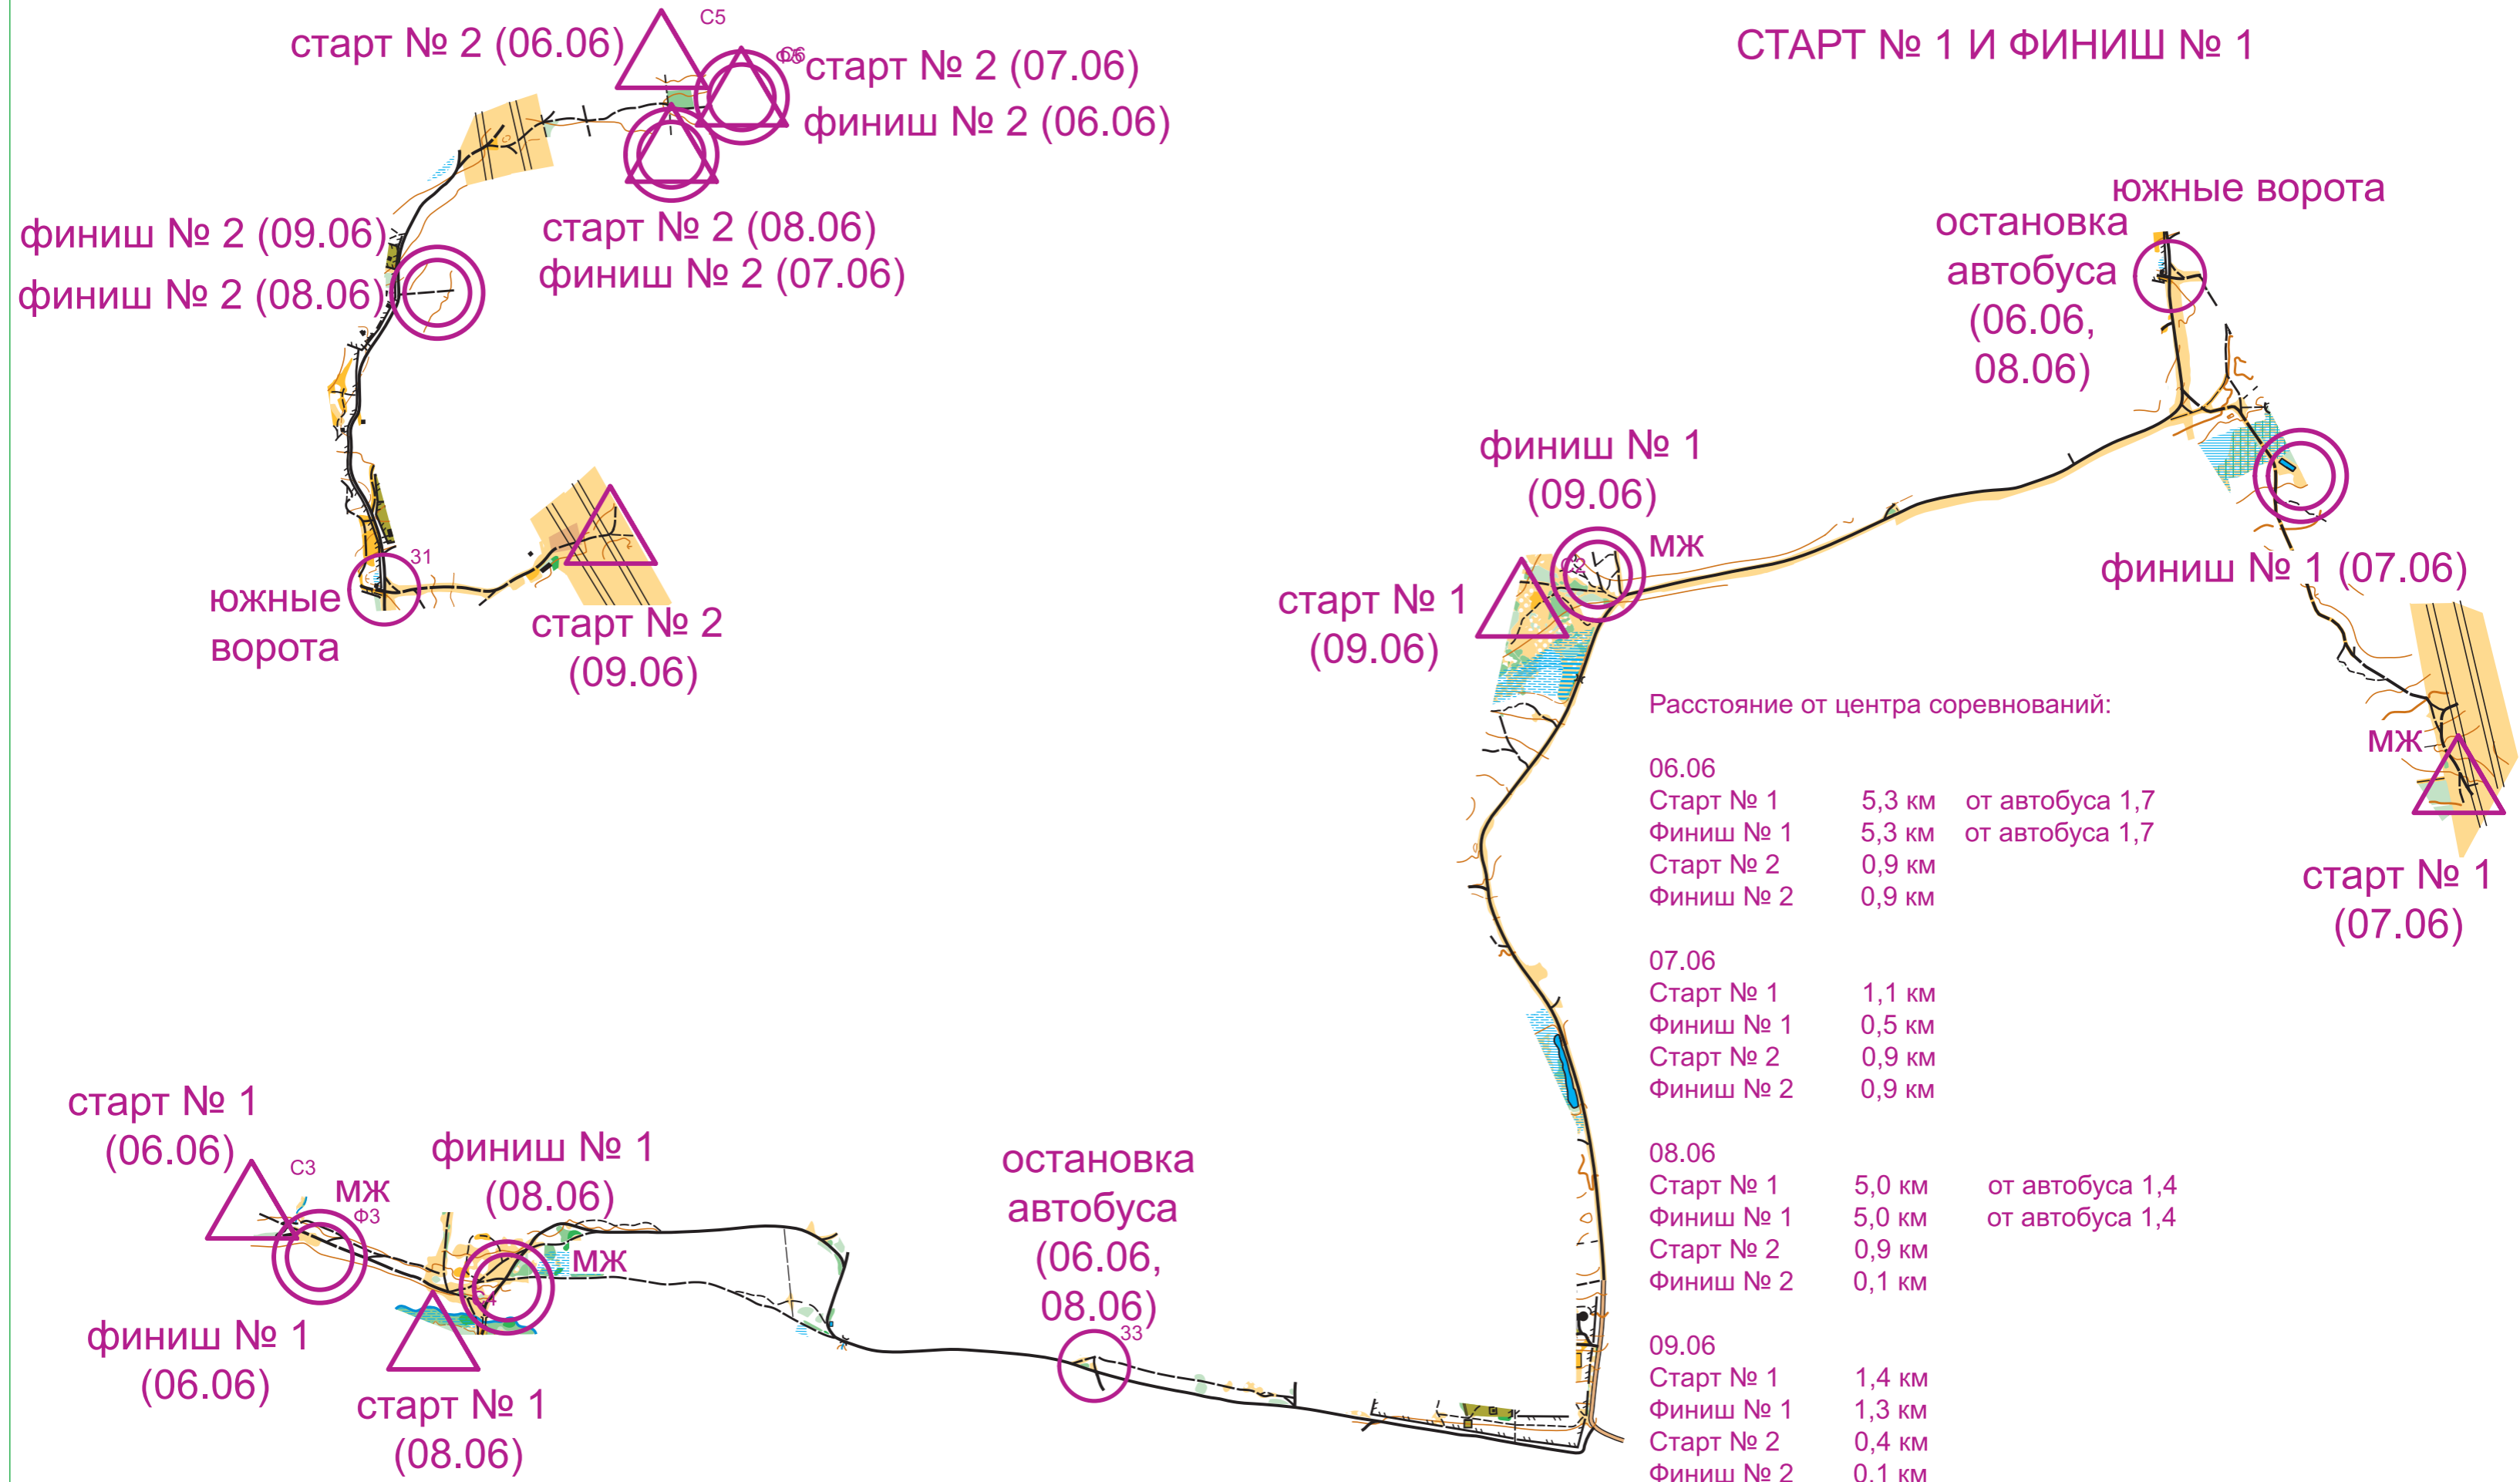 СТАРТ № 1 И ФИНИШ № 1
старт № 2 (06.06)
С5
старт № 2 (07.06)
финиш № 2 (06.06)
финиш № 2 (09.06)
финиш № 2 (08.06)
старт № 2 (08.06)
финиш № 2 (07.06)
31
южные
ворота
старт № 2
(09.06)
южные ворота
остановка
автобуса
(06.06,
08.06)
финиш № 1
(09.06)
мж
старт № 1
(09.06)
финиш № 1 (07.06)
мж
старт № 1
(07.06)
Расстояние от центра соревнований:
06.06
Старт № 1 5,3 км от автобуса 1,7
Финиш № 1 5,3 км от автобуса 1,7
Старт № 2 0,9 км
Финиш № 2 0,9 км
07.06
Старт № 1 1,1 км
Финиш № 1 0,5 км
Старт № 2 0,9 км
Финиш № 2 0,9 км
08.06
Старт № 1 5,0 км от автобуса 1,4
Финиш № 1 5,0 км от автобуса 1,4
Старт № 2 0,9 км
Финиш № 2 0,1 км
09.06
Старт № 1 1,4 км
Финиш № 1 1,3 км
Старт № 2 0,4 км
Финиш № 2 0,1 км
старт № 1
(06.06)
С3
мж
Ф3
финиш № 1
(08.06)
мж
С4
финиш № 1
(06.06)
старт № 1
(08.06)
остановка
автобуса
(06.06,
08.06)
33